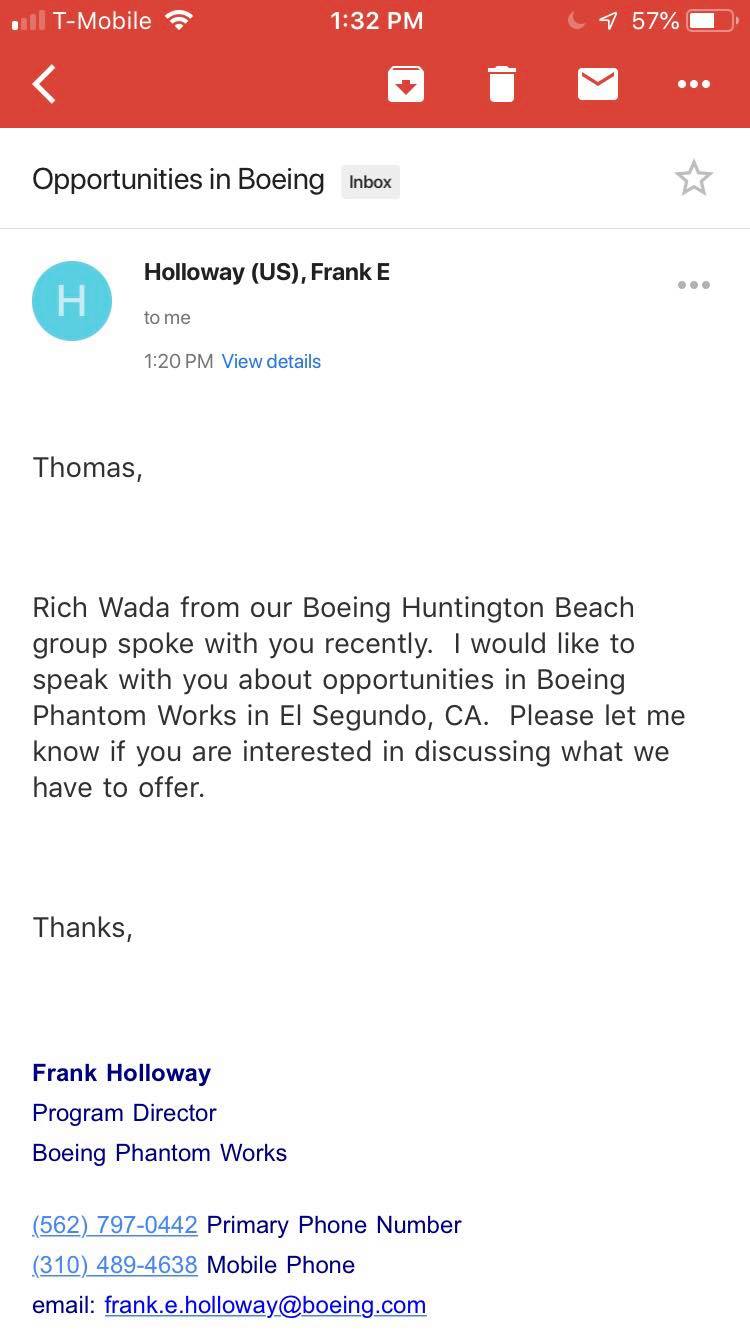 T-Mobile 1:32 PM 57%
Opportunities in Boeing Inbox
H Holloway (US), Frank E
to me
1:20 PM View details
Thomas,
Rich Wada from our Boeing Huntington Beach
group spoke with you recently.  I would like to
speak with you about opportunities in Boeing
Phantom Works in El Segundo, CA.  Please let me
know if you are interested in discussing what we
have to offer.
Thanks,
Frank Holloway
Program Director
Boeing Phantom Works
(562) 797-0442 Primary Phone Number
(310) 489-4638 Mobile Phone
email: frank.e.holloway@boeing.com